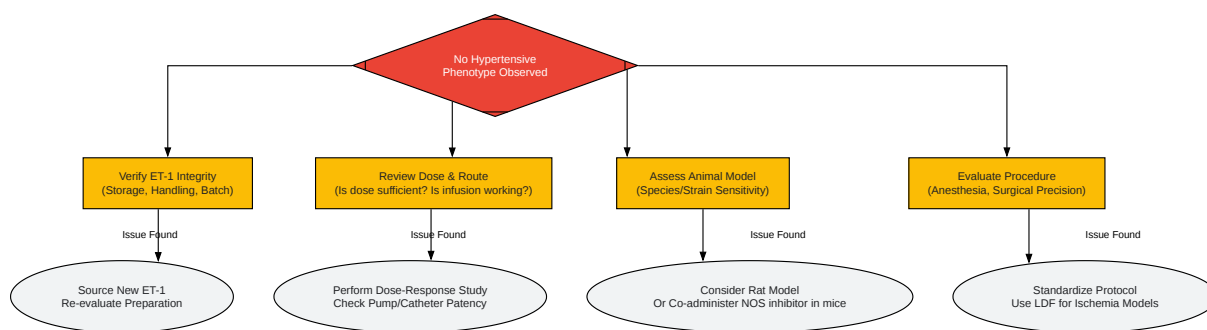 No Hypertensive
Phenotype Observed
Verify ET-1 Integrity
(Storage, Handling, Batch)
Review Dose & Route
(Is dose sufficient? Is infusion working?)
Assess Animal Model
(Species/Strain Sensitivity)
Evaluate Procedure
(Anesthesia, Surgical Precision)
Issue Found
Issue Found
Issue Found
Issue Found
Source New ET-1
Re-evaluate Preparation
Perform Dose-Response Study
Check Pump/Catheter Patency
Consider Rat Model
Or Co-administer NOS inhibitor in mice
Standardize Protocol
Use LDF for Ischemia Models